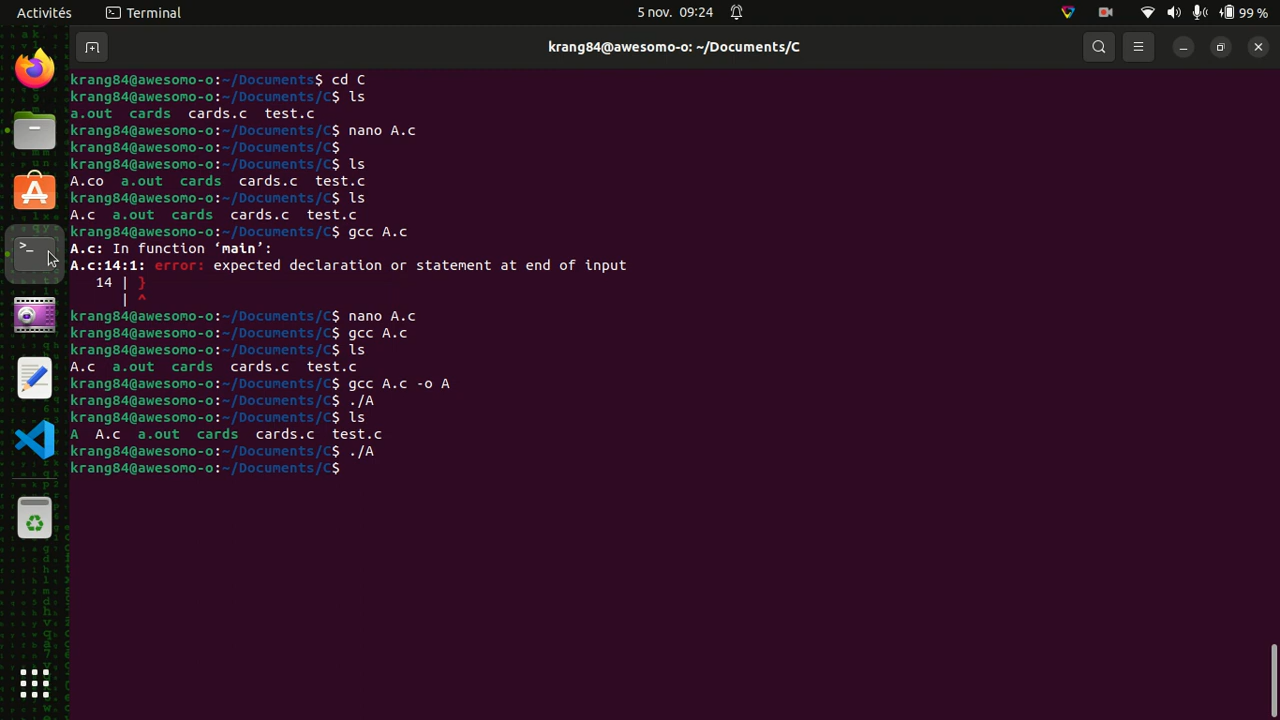 Activités
Terminal
5 nov. 09:24
99 %
krang84@awesomo-o: ~/Documents/C
krang84@awesomo-o:~/Documents$ cd C
krang84@awesomo-o:~/Documents/C$ ls
a.out  cards  cards.c  test.c
krang84@awesomo-o:~/Documents/C$ nano A.c
krang84@awesomo-o:~/Documents/C$
krang84@awesomo-o:~/Documents/C$ ls
A.co  a.out  cards  cards.c  test.c
krang84@awesomo-o:~/Documents/C$ ls
A.c  a.out  cards  cards.c  test.c
krang84@awesomo-o:~/Documents/C$ gcc A.c
A.c: In function ‘main’:
A.c:14:1: error: expected declaration or statement at end of input
   14 | }
      | ^
krang84@awesomo-o:~/Documents/C$ nano A.c
krang84@awesomo-o:~/Documents/C$ gcc A.c
krang84@awesomo-o:~/Documents/C$ ls
A.c  a.out  cards  cards.c  test.c
krang84@awesomo-o:~/Documents/C$ gcc A.c -o A
krang84@awesomo-o:~/Documents/C$ ./A
krang84@awesomo-o:~/Documents/C$ ls
A  A.c  a.out  cards  cards.c  test.c
krang84@awesomo-o:~/Documents/C$ ./A
krang84@awesomo-o:~/Documents/C$